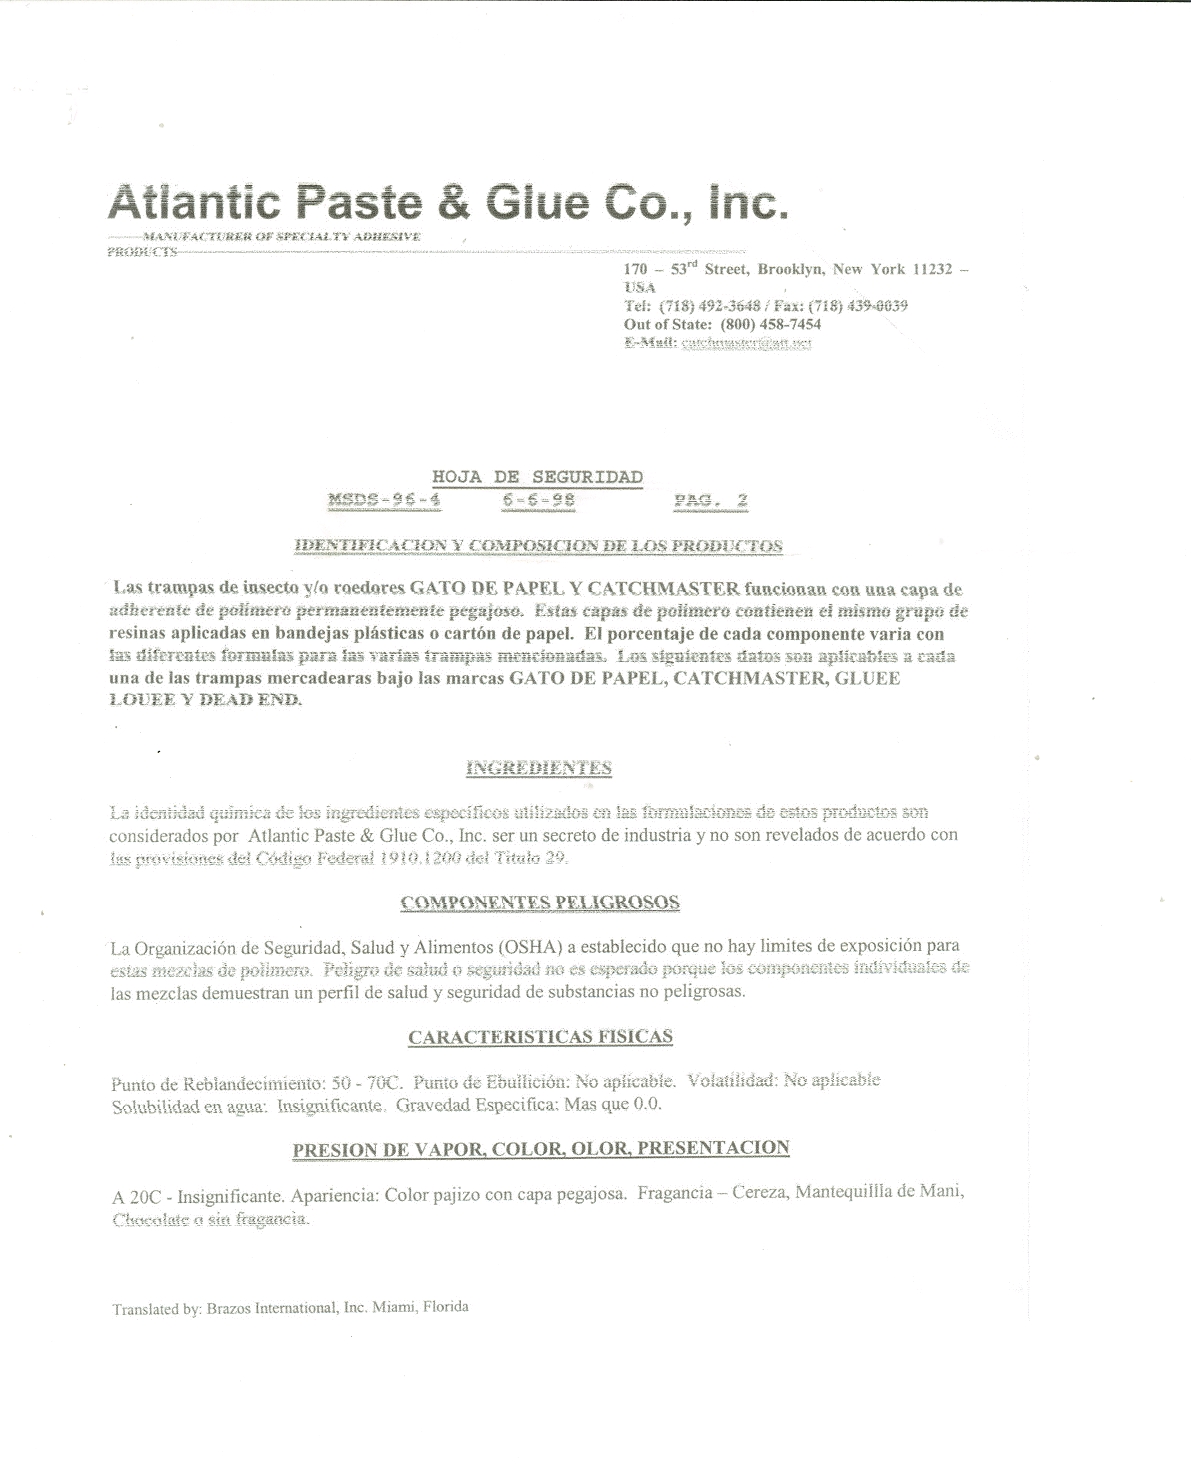 Atlantic Paste & Glue Co., Inc.
MANUFACTURER OF SPECIALTY ADHESIVE
PRODUCTS
170 – 53rd Street, Brooklyn, New York 11232 –
USA
Tel: (718) 492-3648 / Fax: (718) 439-0039
Out of State: (800) 458-7454
E-Mail: catchmaster@att.net
HOJA DE SEGURIDAD
MSDS-96-4 6-6-98 PAG. 2
IDENTIFICACION Y COMPOSICION DE LOS PRODUCTOS
Las trampas de insecto y/o roedores GATO DE PAPEL Y CATCHMASTER funcionan con una capa de
adherente de polímero permanentemente pegajoso. Estas capas de polímero contienen el mismo grupo de
resinas aplicadas en bandejas plásticas o cartón de papel. El porcentaje de cada componente varia con
las diferentes formulas para las varias trampas mencionadas. Los siguientes datos son aplicables a cada
una de las trampas mercadearas bajo las marcas GATO DE PAPEL, CATCHMASTER, GLUEE
LOUEE Y DEAD END.
INGREDIENTES
La identidad química de los ingredientes específicos utilizados en las formulaciones de estos productos son
considerados por Atlantic Paste & Glue Co., Inc. ser un secreto de industria y no son revelados de acuerdo con
las provisiones del Código Federal 1910.1200 del Titulo 29.
COMPONENTES PELIGROSOS
La Organización de Seguridad, Salud y Alimentos (OSHA) a establecido que no hay limites de exposición para
estas mezclas de polímero. Peligro de salud o seguridad no es esperado porque los componentes individuales de
las mezclas demuestran un perfil de salud y seguridad de substancias no peligrosas.
CARACTERISTICAS FISICAS
Punto de Reblandecimiento: 50 - 70C. Punto de Ebullición: No aplicable. Volatilidad: No aplicable
Solubilidad en agua: Insignificante. Gravedad Especifica: Mas que 0.0.
PRESION DE VAPOR, COLOR, OLOR, PRESENTACION
A 20C - Insignificante. Apariencia: Color pajizo con capa pegajosa. Fragancia – Cereza, Mantequillla de Mani,
Chocolate o sin fragancia.
Translated by: Brazos International, Inc. Miami, Florida